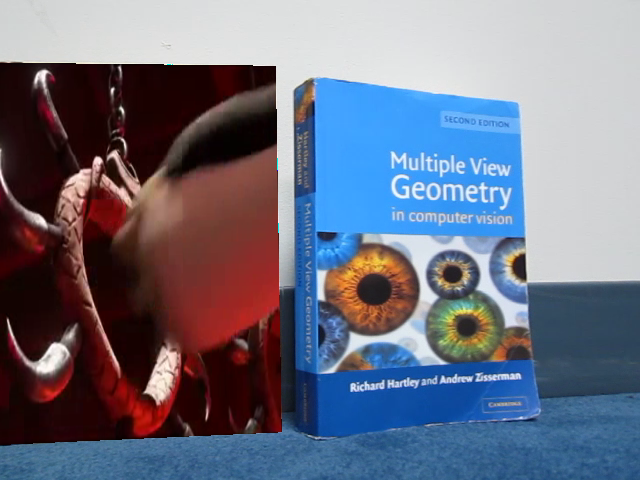 SECOND EDITION
Multiple View
Geometry
in computer vision
Richard Hartley and Andrew Zisserman
CAMBRIDGE
Hartley and
Zisserman
Multiple View Geometry